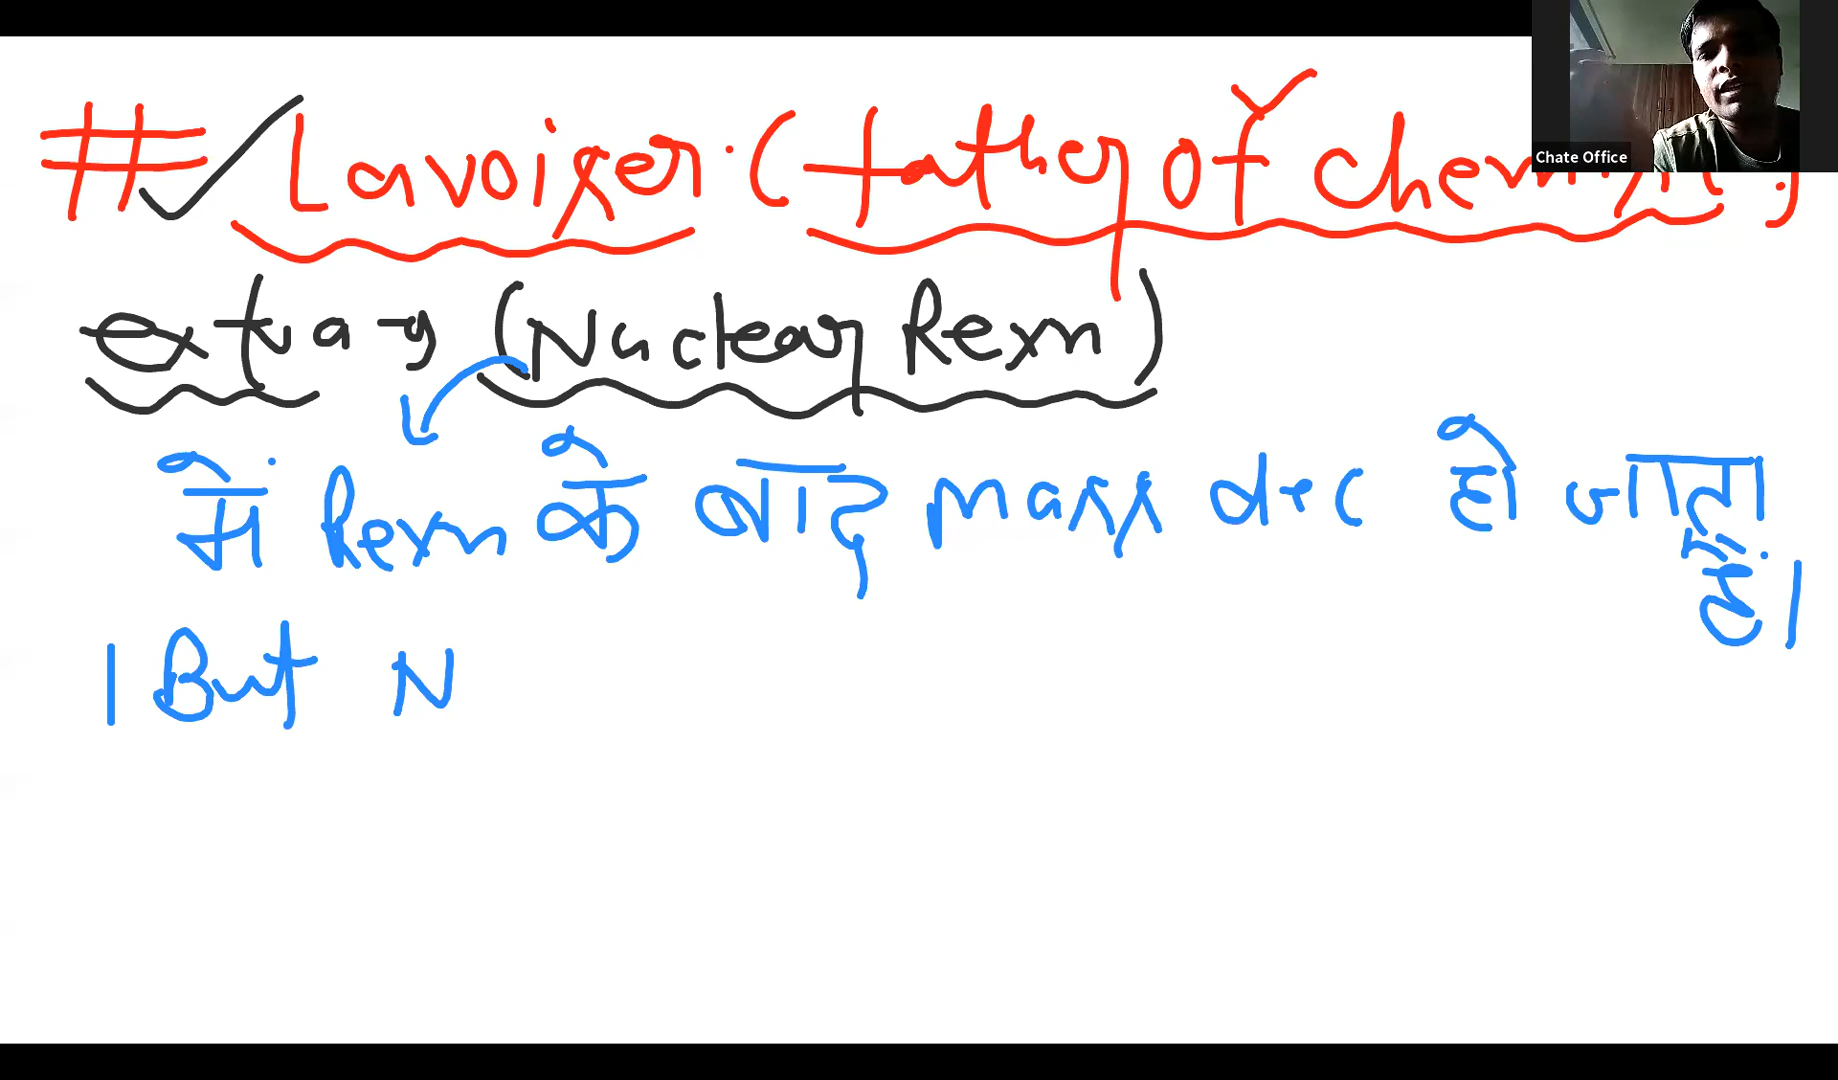 # Lavoiser. (father of chemistry)
Chate Office
extra → (Nuclear Rexn)
में Rexn के बाद mass dec हो जाता
है।
| But N